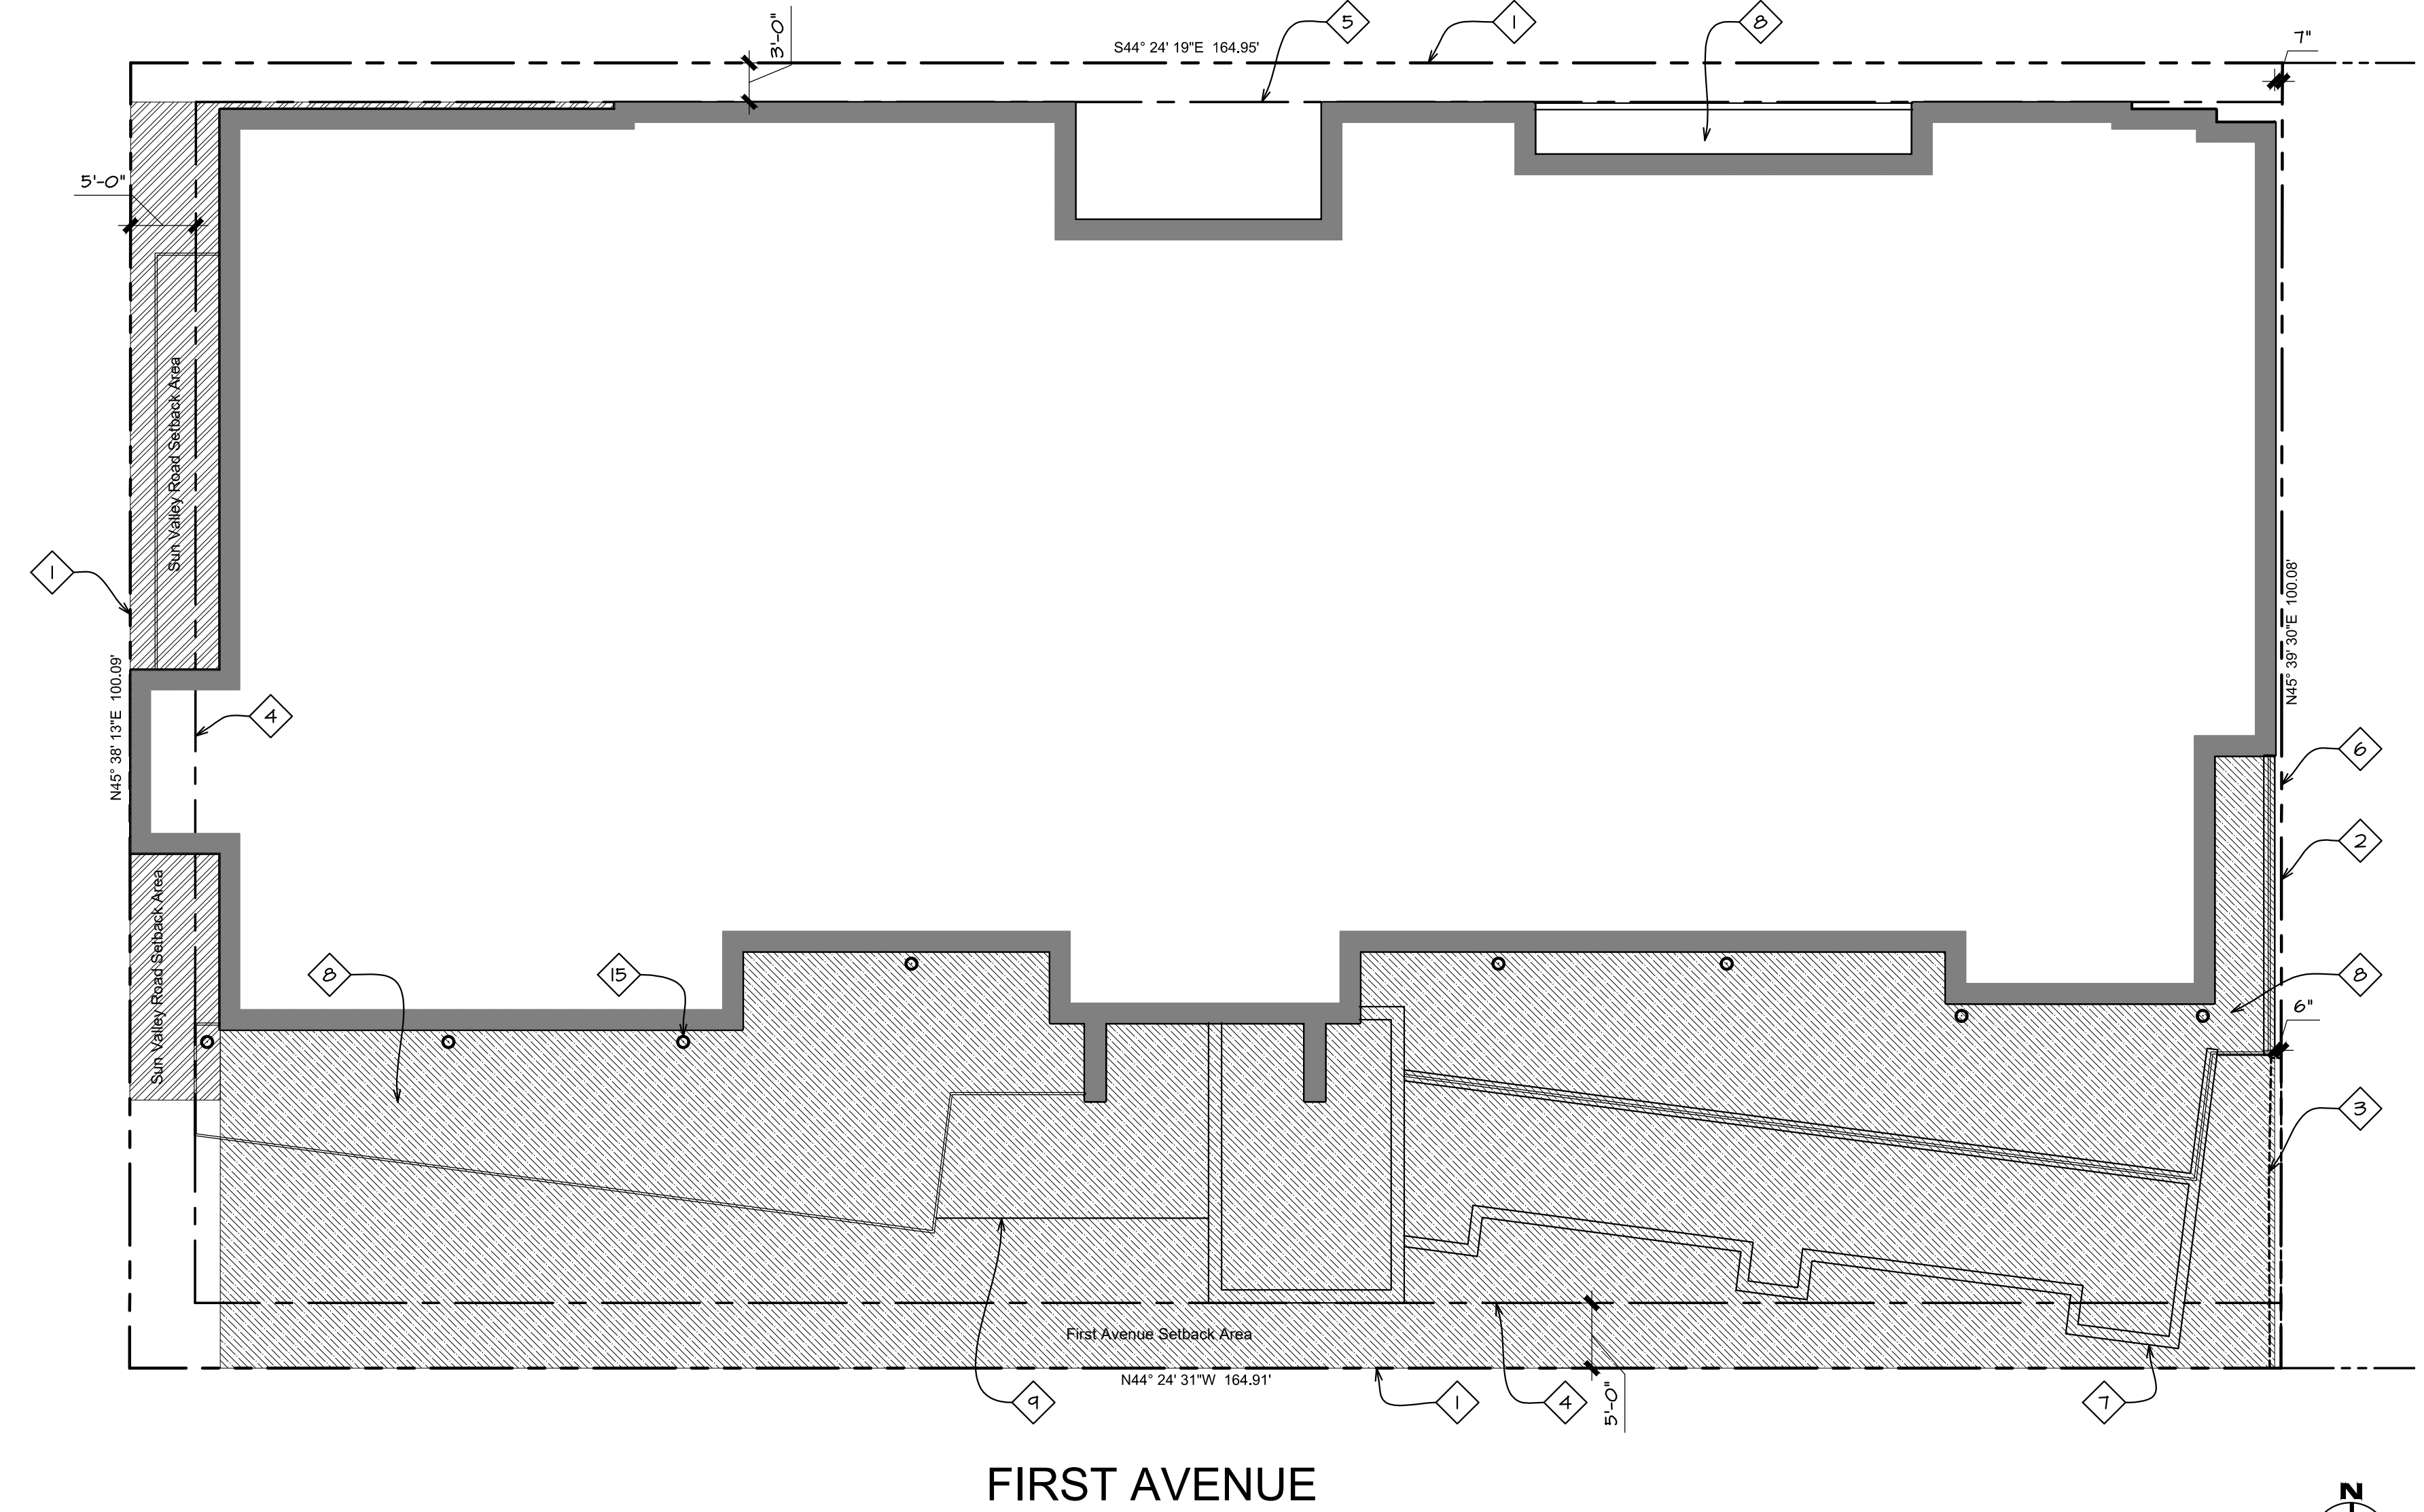 5
1
8
3'-0"
7"
S44° 24' 19"E  164.95'
5'-0"
Sun Valley Road Setback Area
1
N45° 39' 30"E  100.08'
N45° 38' 13"E  100.09'
4
6
2
Sun Valley Road Setback Area
8
15
8
6"
3
First Avenue Setback Area
N44° 24' 31"W  164.91'
9
1
4
5'-0"
7
FIRST AVENUE
N